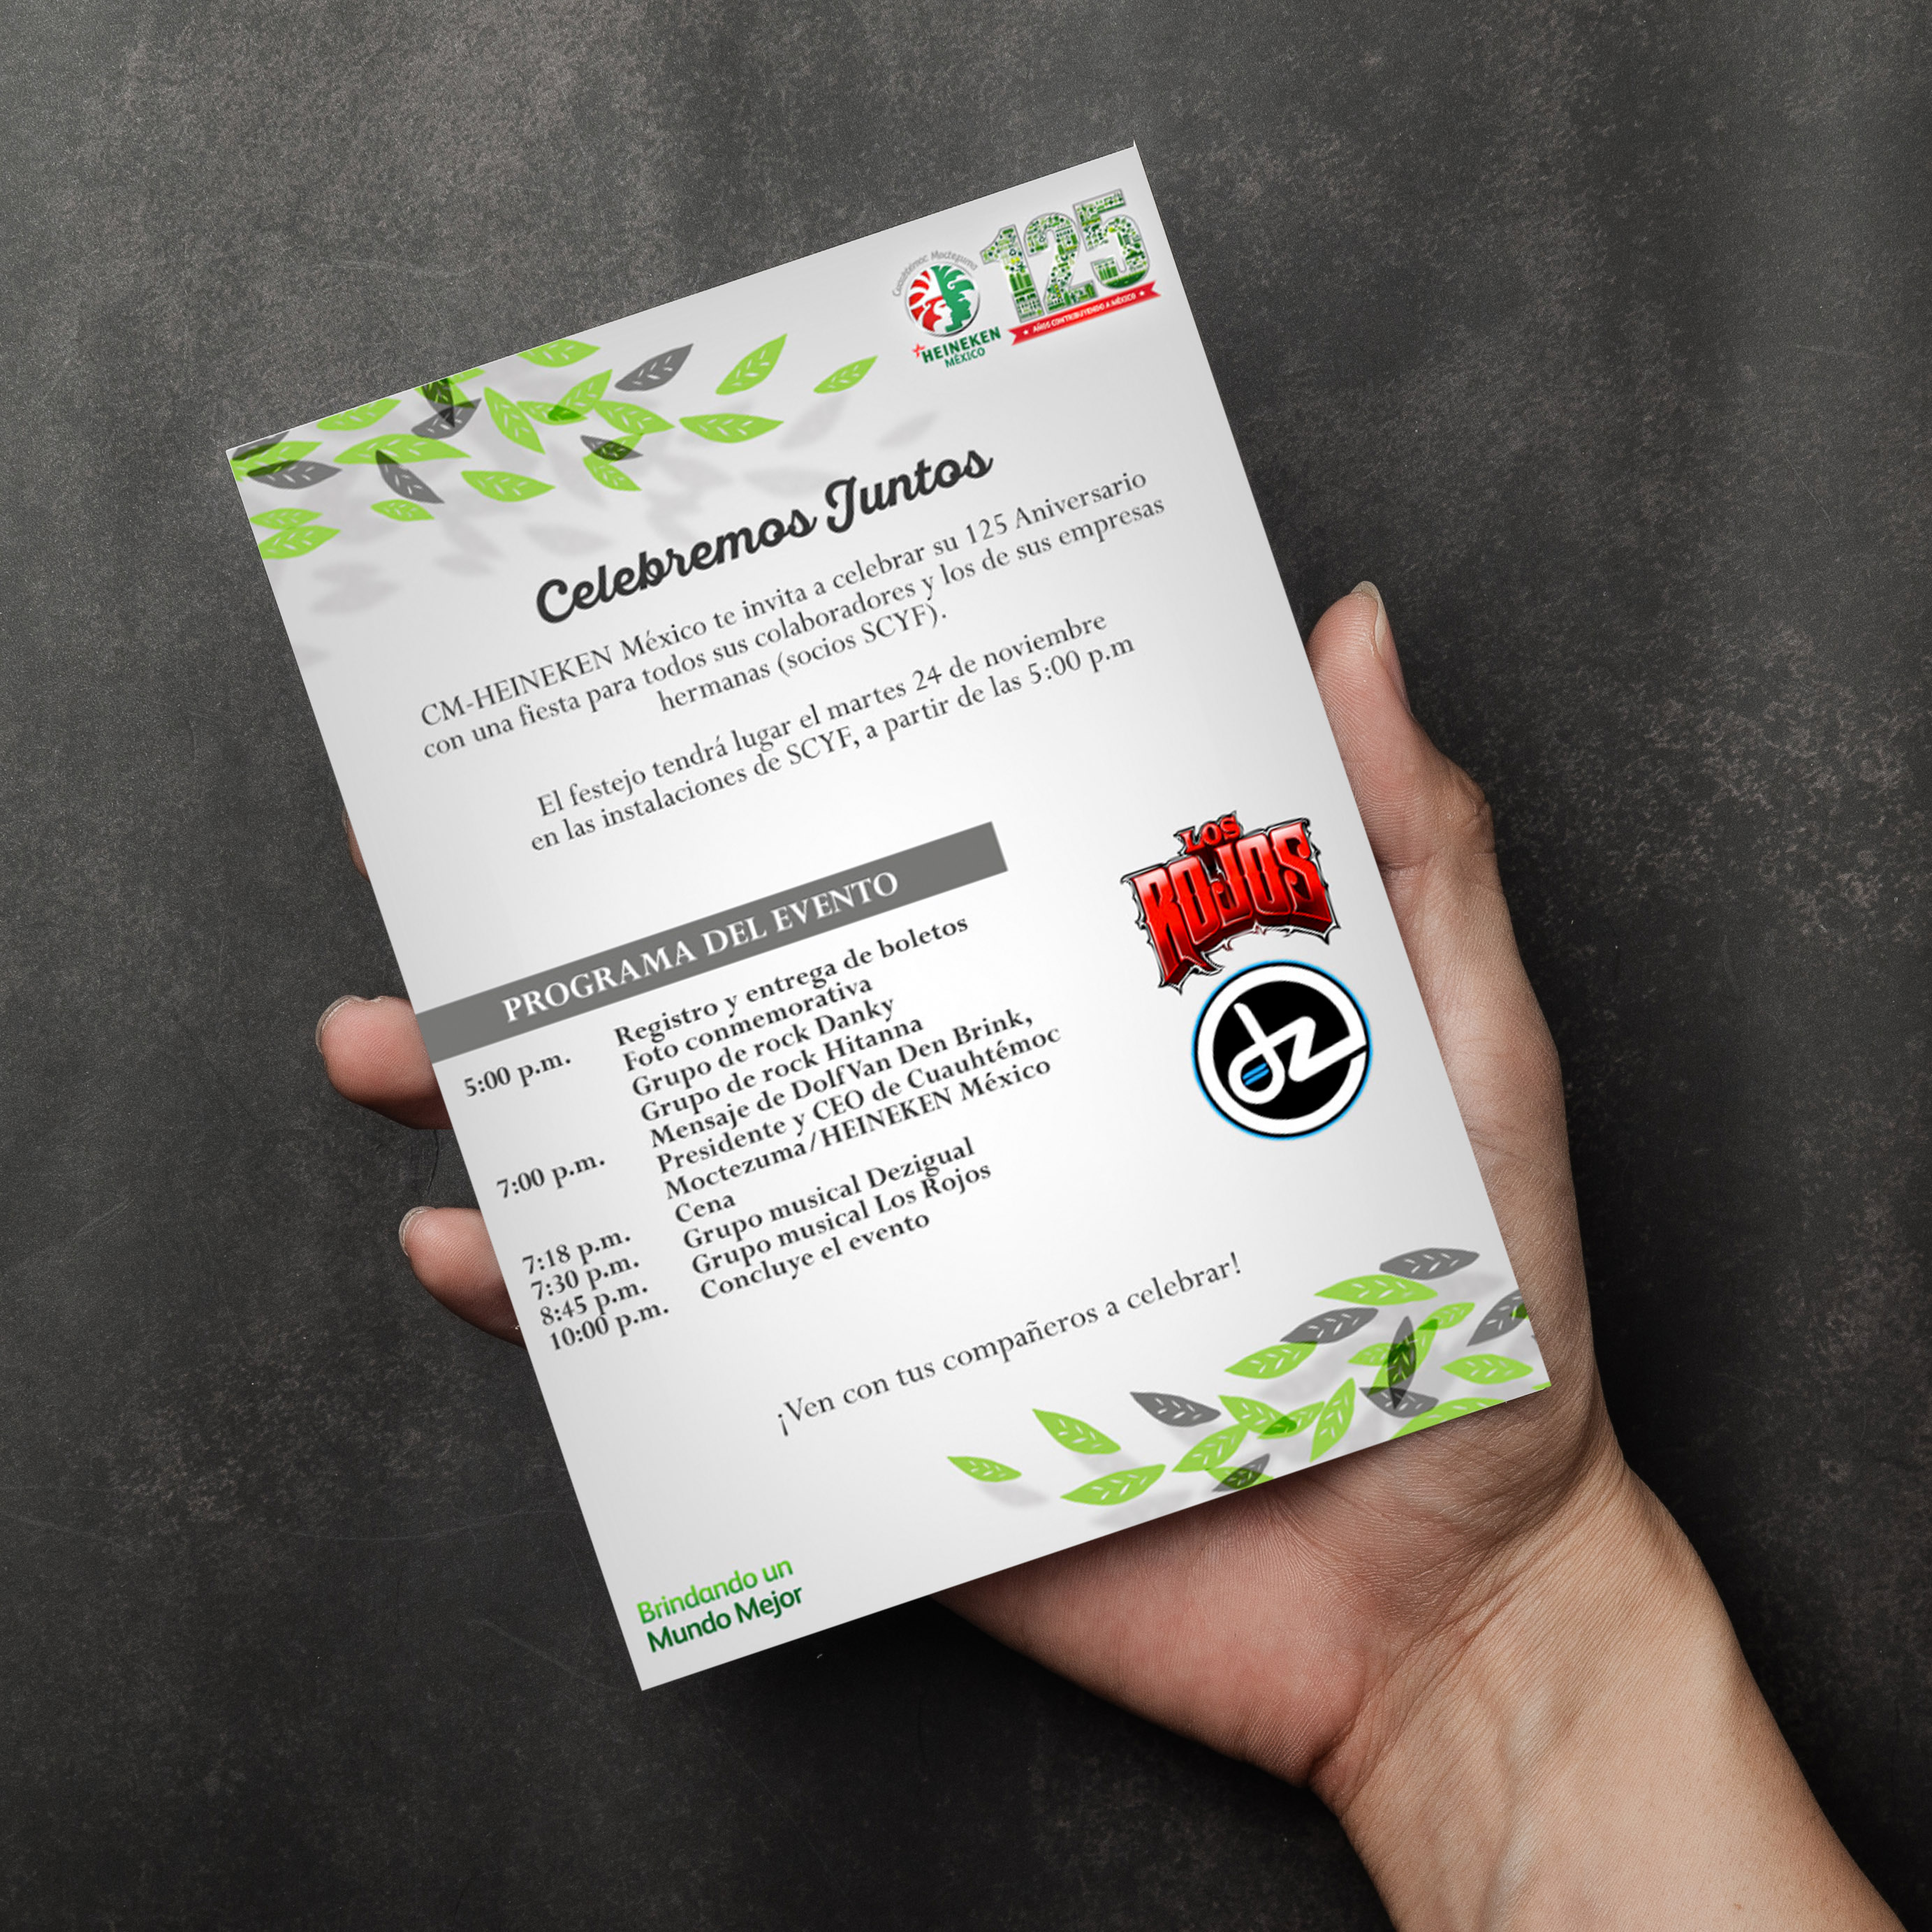 Cuauhtémoc Moctezuma
HEINEKEN
MÉXICO
125
AÑOS CONTRIBUYENDO A MÉXICO
Celebremos Juntos
CM-HEINEKEN México te invita a celebrar su 125 Aniversario
con una fiesta para todos sus colaboradores y los de sus empresas
hermanas (socios SCYF).
El festejo tendrá lugar el martes 24 de noviembre
en las instalaciones de SCYF, a partir de las 5:00 p.m
PROGRAMA DEL EVENTO
5:00 p.m. Registro y entrega de boletos
Foto conmemorativa
Grupo de rock Danky
Grupo de rock Hitanna
7:00 p.m. Mensaje de Dolf Van Den Brink,
Presidente y CEO de Cuauhtémoc
Moctezuma/HEINEKEN México
7:18 p.m. Cena
7:30 p.m. Grupo musical Dezigual
8:45 p.m. Grupo musical Los Rojos
10:00 p.m. Concluye el evento
LOS
ROJOS
dz
¡Ven con tus compañeros a celebrar!
Brindando un
Mundo Mejor